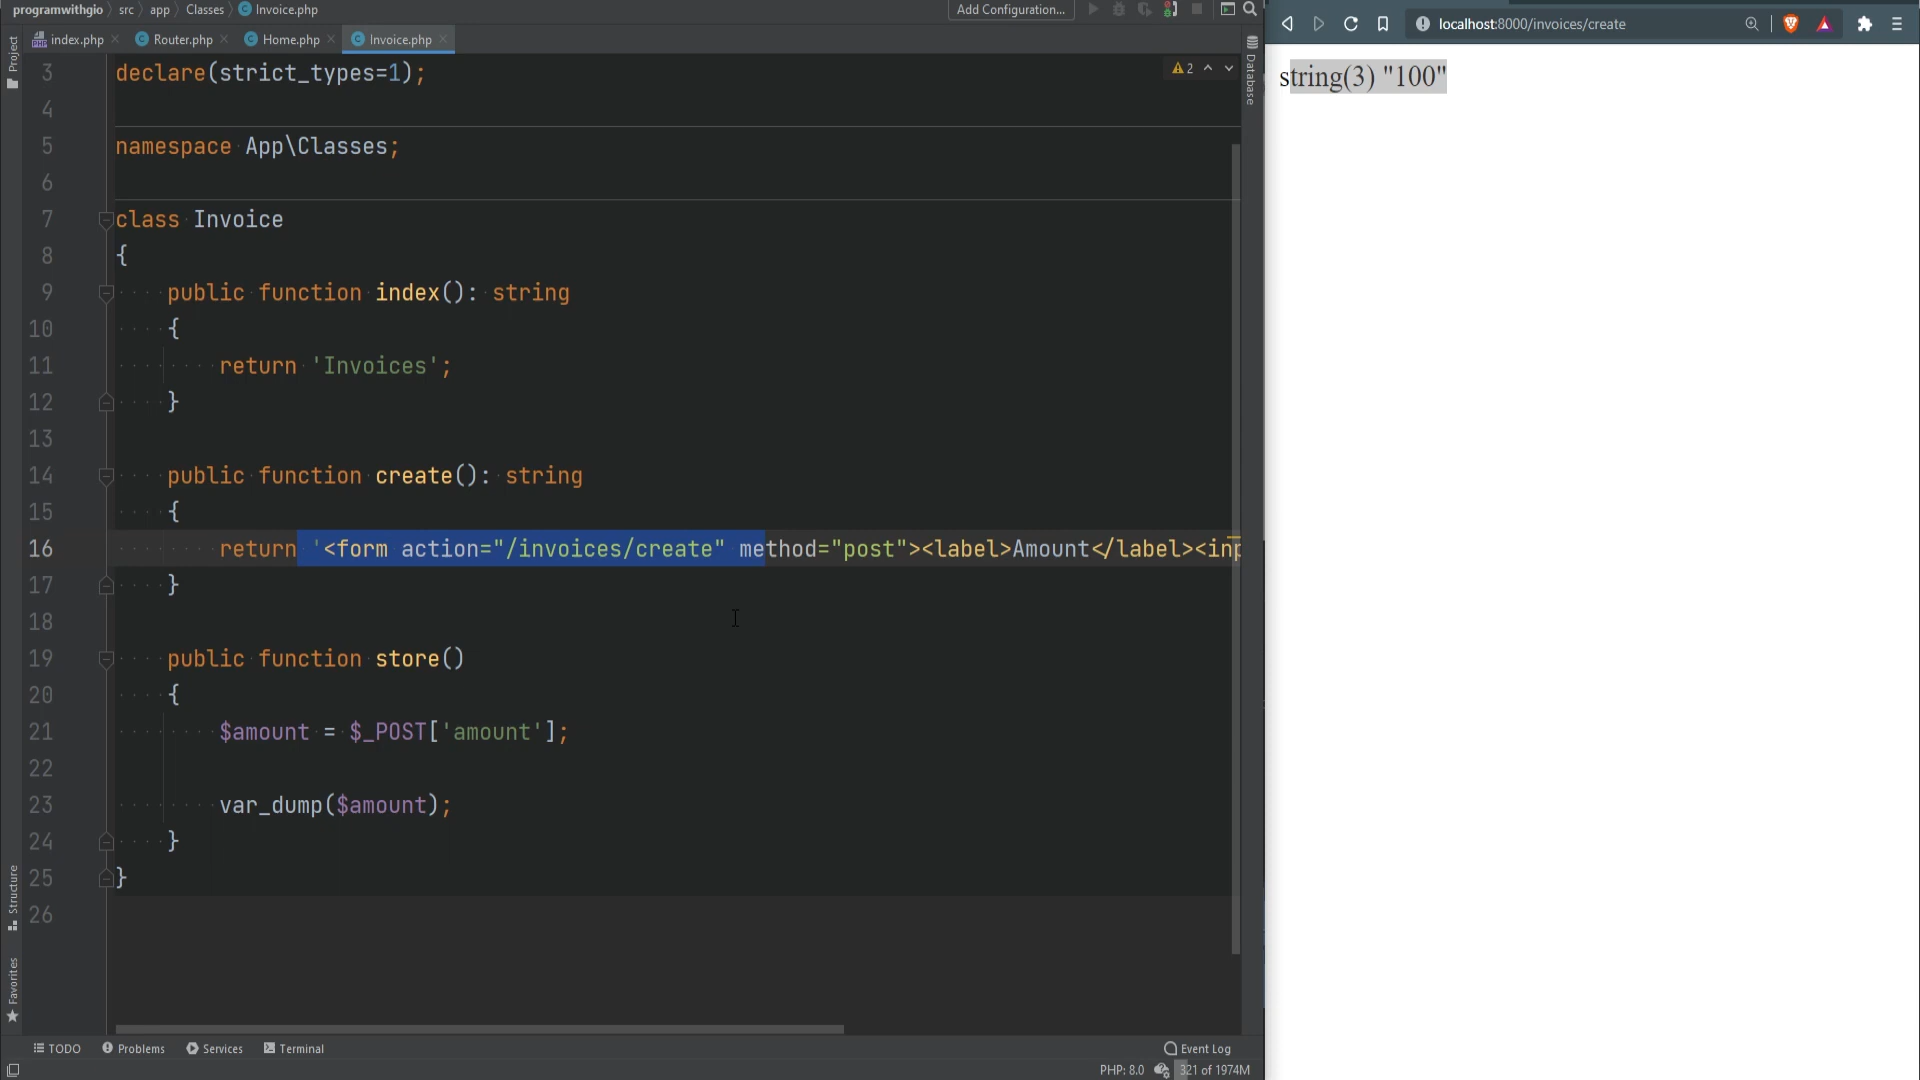 programwithgio src app Classes Invoice.php
Add Configuration...
index.php Router.php Home.php Invoice.php
Project
Database
2
3 declare(strict_types=1);
4
5 namespace App\Classes;
6
7 class Invoice
8 {
9 public function index(): string
10 {
11 return 'Invoices';
12 }
13
14 public function create(): string
15 {
16 return '<form action="/invoices/create" method="post"><label>Amount</label><inp
17 }
18
19 public function store()
20 {
21 $amount = $_POST['amount'];
22
23 var_dump($amount);
24 }
25 }
26
Structure
Favorites
TODO Problems Services Terminal Event Log
PHP: 8.0 321 of 1974M
localhost:8000/invoices/create
string(3) "100"